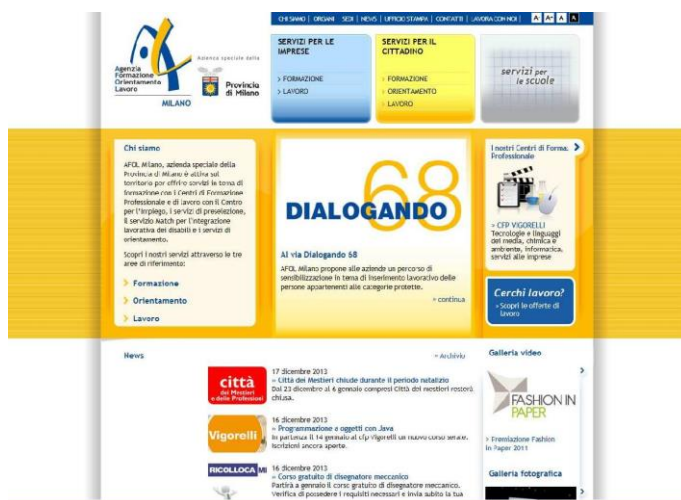 CHI SIAMO | ORGANI SEDI | NEWS | UFFICIO STAMPA | CONTATTI | LAVORA CON NOI | A A+ A A
Agenzia
Formazione
Orientamento
Lavoro
MILANO
Azienda speciale della
Provincia
di Milano
SERVIZI PER LE
IMPRESE
> FORMAZIONE
> LAVORO
SERVIZI PER IL
CITTADINO
> FORMAZIONE
> ORIENTAMENTO
> LAVORO
servizi per
le scuole
Chi siamo
AFOL Milano, azienda speciale della
Provincia di Milano è attiva sul
territorio per offrire servizi in tema di
formazione con i Centri di Formazione
Professionale e di lavoro con il Centro
per l'Impiego, i servizi di preselezione,
il servizio Match per l'integrazione
lavorativa dei disabili e i servizi di
orientamento.
Scopri i nostri servizi attraverso le tre
aree di riferimento:
> Formazione
> Orientamento
> Lavoro
68
DIALOGANDO
Al via Dialogando 68
AFOL Milano propone alle aziende un percorso di
sensibilizzazione in tema di inserimento lavorativo delle
persone appartenenti alle categorie protette.
» continua
I nostri Centri di Forma:
Professionale
» CFP VIGORELLI
Tecnologie e linguaggi
dei media, chimica e
ambiente, informatica,
servizi alle imprese
Cerchi lavoro?
» Scopri le offerte di
lavoro
News
» Archivio
città
dei Mestieri
e delle Professioni
17 dicembre 2013
» Città dei Mestieri chiude durante il periodo natalizio
Dal 23 dicembre al 6 gennaio compresi Città dei mestieri resterà
chiusa.
Vigorelli
16 dicembre 2013
» Programmazione a oggetti con Java
In partenza il 14 gennaio al cfp Vigorelli un nuovo corso serale.
Iscrizioni ancora aperte.
RICOLLOCA MI
16 dicembre 2013
» Corso gratuito di disegnatore meccanico
Partirà a gennaio il corso gratuito di disegnatore meccanico.
Verifica di possedere i requisiti necessari e invia subito la tua
Galleria video
FASHION IN
PAPER
> Premiazione Fashion
in Paper 2011
Galleria fotografica